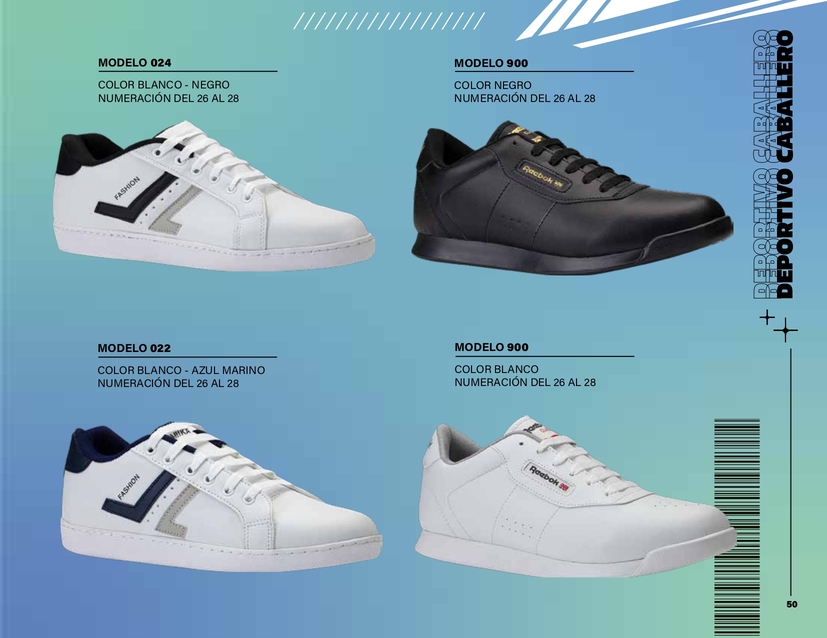 MODELO 024
COLOR BLANCO - NEGRO
NUMERACIÓN DEL 26 AL 28
FASHION
MODELO 900
COLOR NEGRO
NUMERACIÓN DEL 26 AL 28
Reebok
MODELO 022
COLOR BLANCO - AZUL MARINO
NUMERACIÓN DEL 26 AL 28
FASHION
MODELO 900
COLOR BLANCO
NUMERACIÓN DEL 26 AL 28
Reebok
DEPORTIVO CABALLERO
DEPORTIVO CABALLERO
50